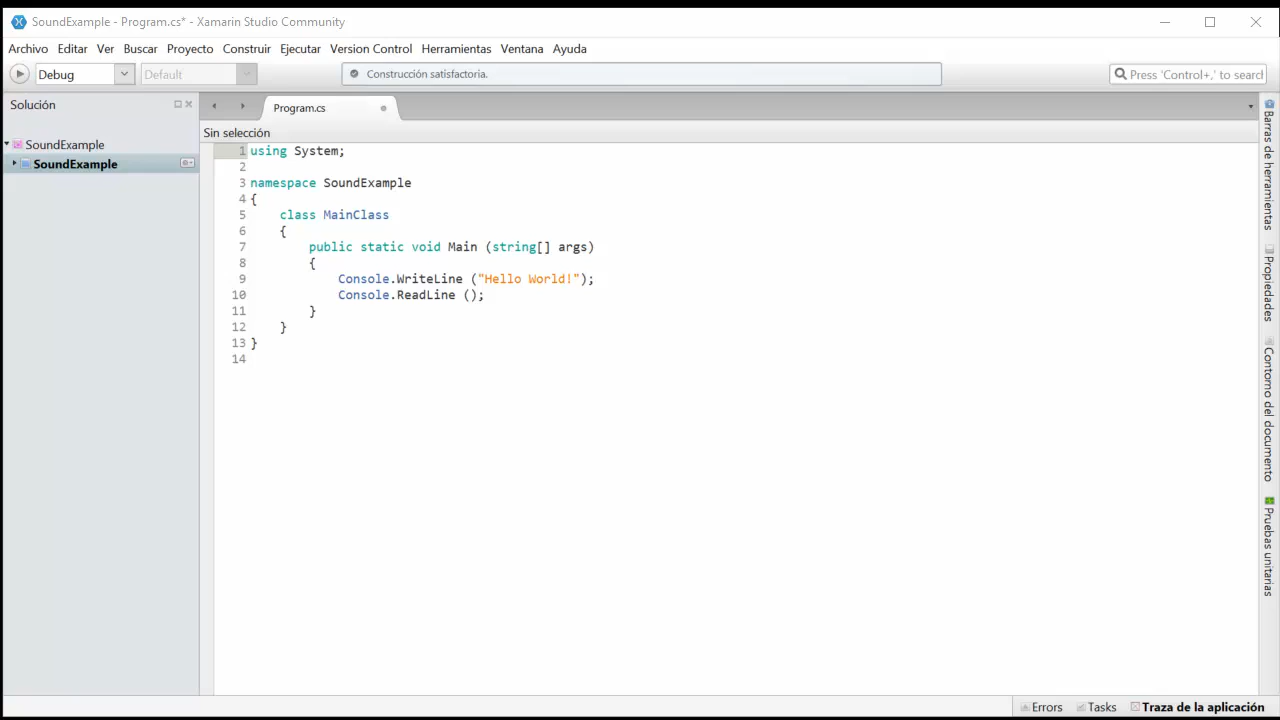 SoundExample - Program.cs* - Xamarin Studio Community
Archivo Editar Ver Buscar Proyecto Construir Ejecutar Version Control Herramientas Ventana Ayuda
Debug Default Construcción satisfactoria. Press 'Control+,' to search
Solución
Program.cs
Sin selección
SoundExample
SoundExample
1 using System;
2
3 namespace SoundExample
4 {
5 class MainClass
6 {
7 public static void Main (string[] args)
8 {
9 Console.WriteLine ("Hello World!");
10 Console.ReadLine ();
11 }
12 }
13 }
14
Barras de herramientas
Propiedades
Contorno del documento
Pruebas unitarias
Errors Tasks Traza de la aplicación